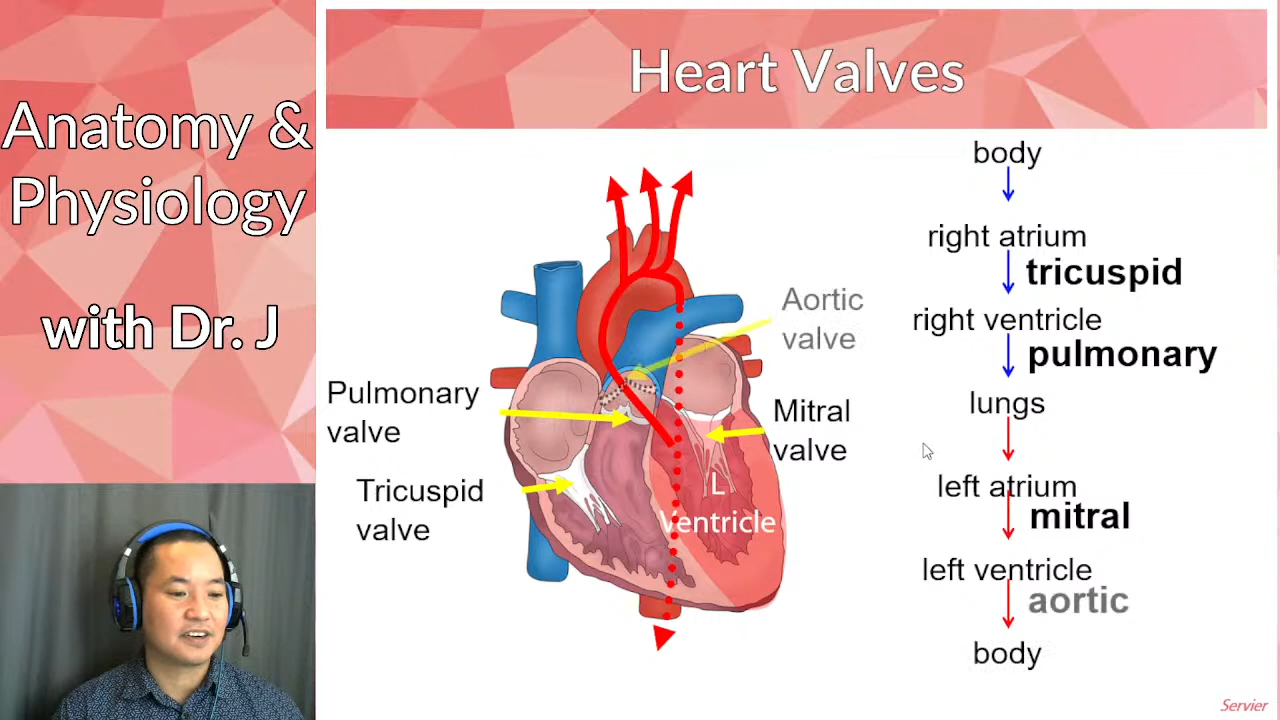 Anatomy &
Physiology
with Dr. J
Heart Valves
Aortic
valve
Pulmonary
valve
Mitral
valve
Tricuspid
valve
L
Ventricle
body
right atrium
tricuspid
right ventricle
pulmonary
lungs
left atrium
mitral
left ventricle
aortic
body
Servier